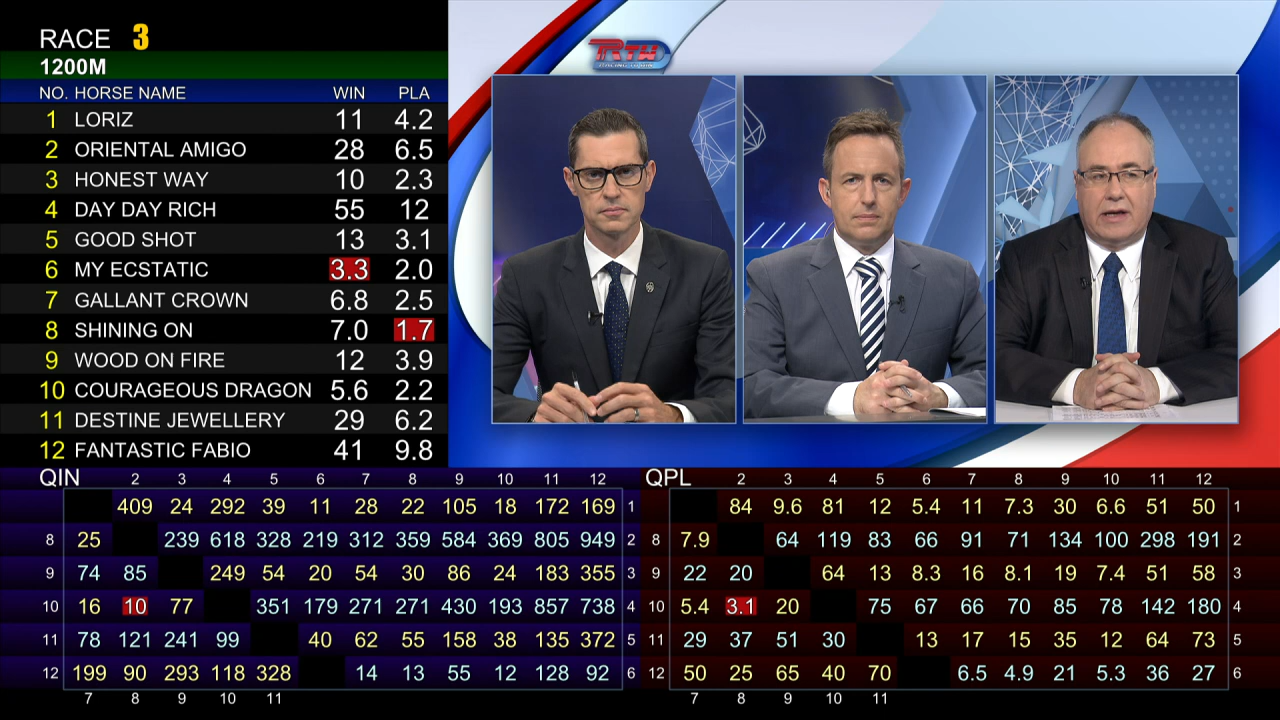 RACE 3
1200M
NO. HORSE NAME WIN PLA
1 LORIZ 11 4.2
2 ORIENTAL AMIGO 28 6.5
3 HONEST WAY 10 2.3
4 DAY DAY RICH 55 12
5 GOOD SHOT 13 3.1
6 MY ECSTATIC 3.3 2.0
7 GALLANT CROWN 6.8 2.5
8 SHINING ON 7.0 1.7
9 WOOD ON FIRE 12 3.9
10 COURAGEOUS DRAGON 5.6 2.2
11 DESTINE JEWELLERY 29 6.2
12 FANTASTIC FABIO 41 9.8
RTW
QIN 2 3 4 5 6 7 8 9 10 11 12
409 24 292 39 11 28 22 105 18 172 169 1
8 25 239 618 328 219 312 359 584 369 805 949 2
9 74 85 249 54 20 54 30 86 24 183 355 3
10 16 10 77 351 179 271 271 430 193 857 738 4
11 78 121 241 99 40 62 55 158 38 135 372 5
12 199 90 293 118 328 14 13 55 12 128 92 6
7 8 9 10 11
QPL 2 3 4 5 6 7 8 9 10 11 12
84 9.6 81 12 5.4 11 7.3 30 6.6 51 50 1
8 7.9 64 119 83 66 91 71 134 100 298 191 2
9 22 20 64 13 8.3 16 8.1 19 7.4 51 58 3
10 5.4 3.1 20 75 67 66 70 85 78 142 180 4
11 29 37 51 30 13 17 15 35 12 64 73 5
12 50 25 65 40 70 6.5 4.9 21 5.3 36 27 6
7 8 9 10 11